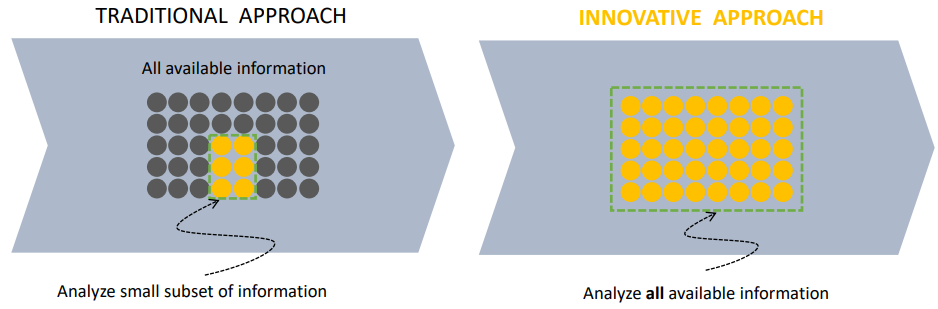 TRADITIONAL APPROACH
All available information
Analyze small subset of information
INNOVATIVE APPROACH
Analyze all available information